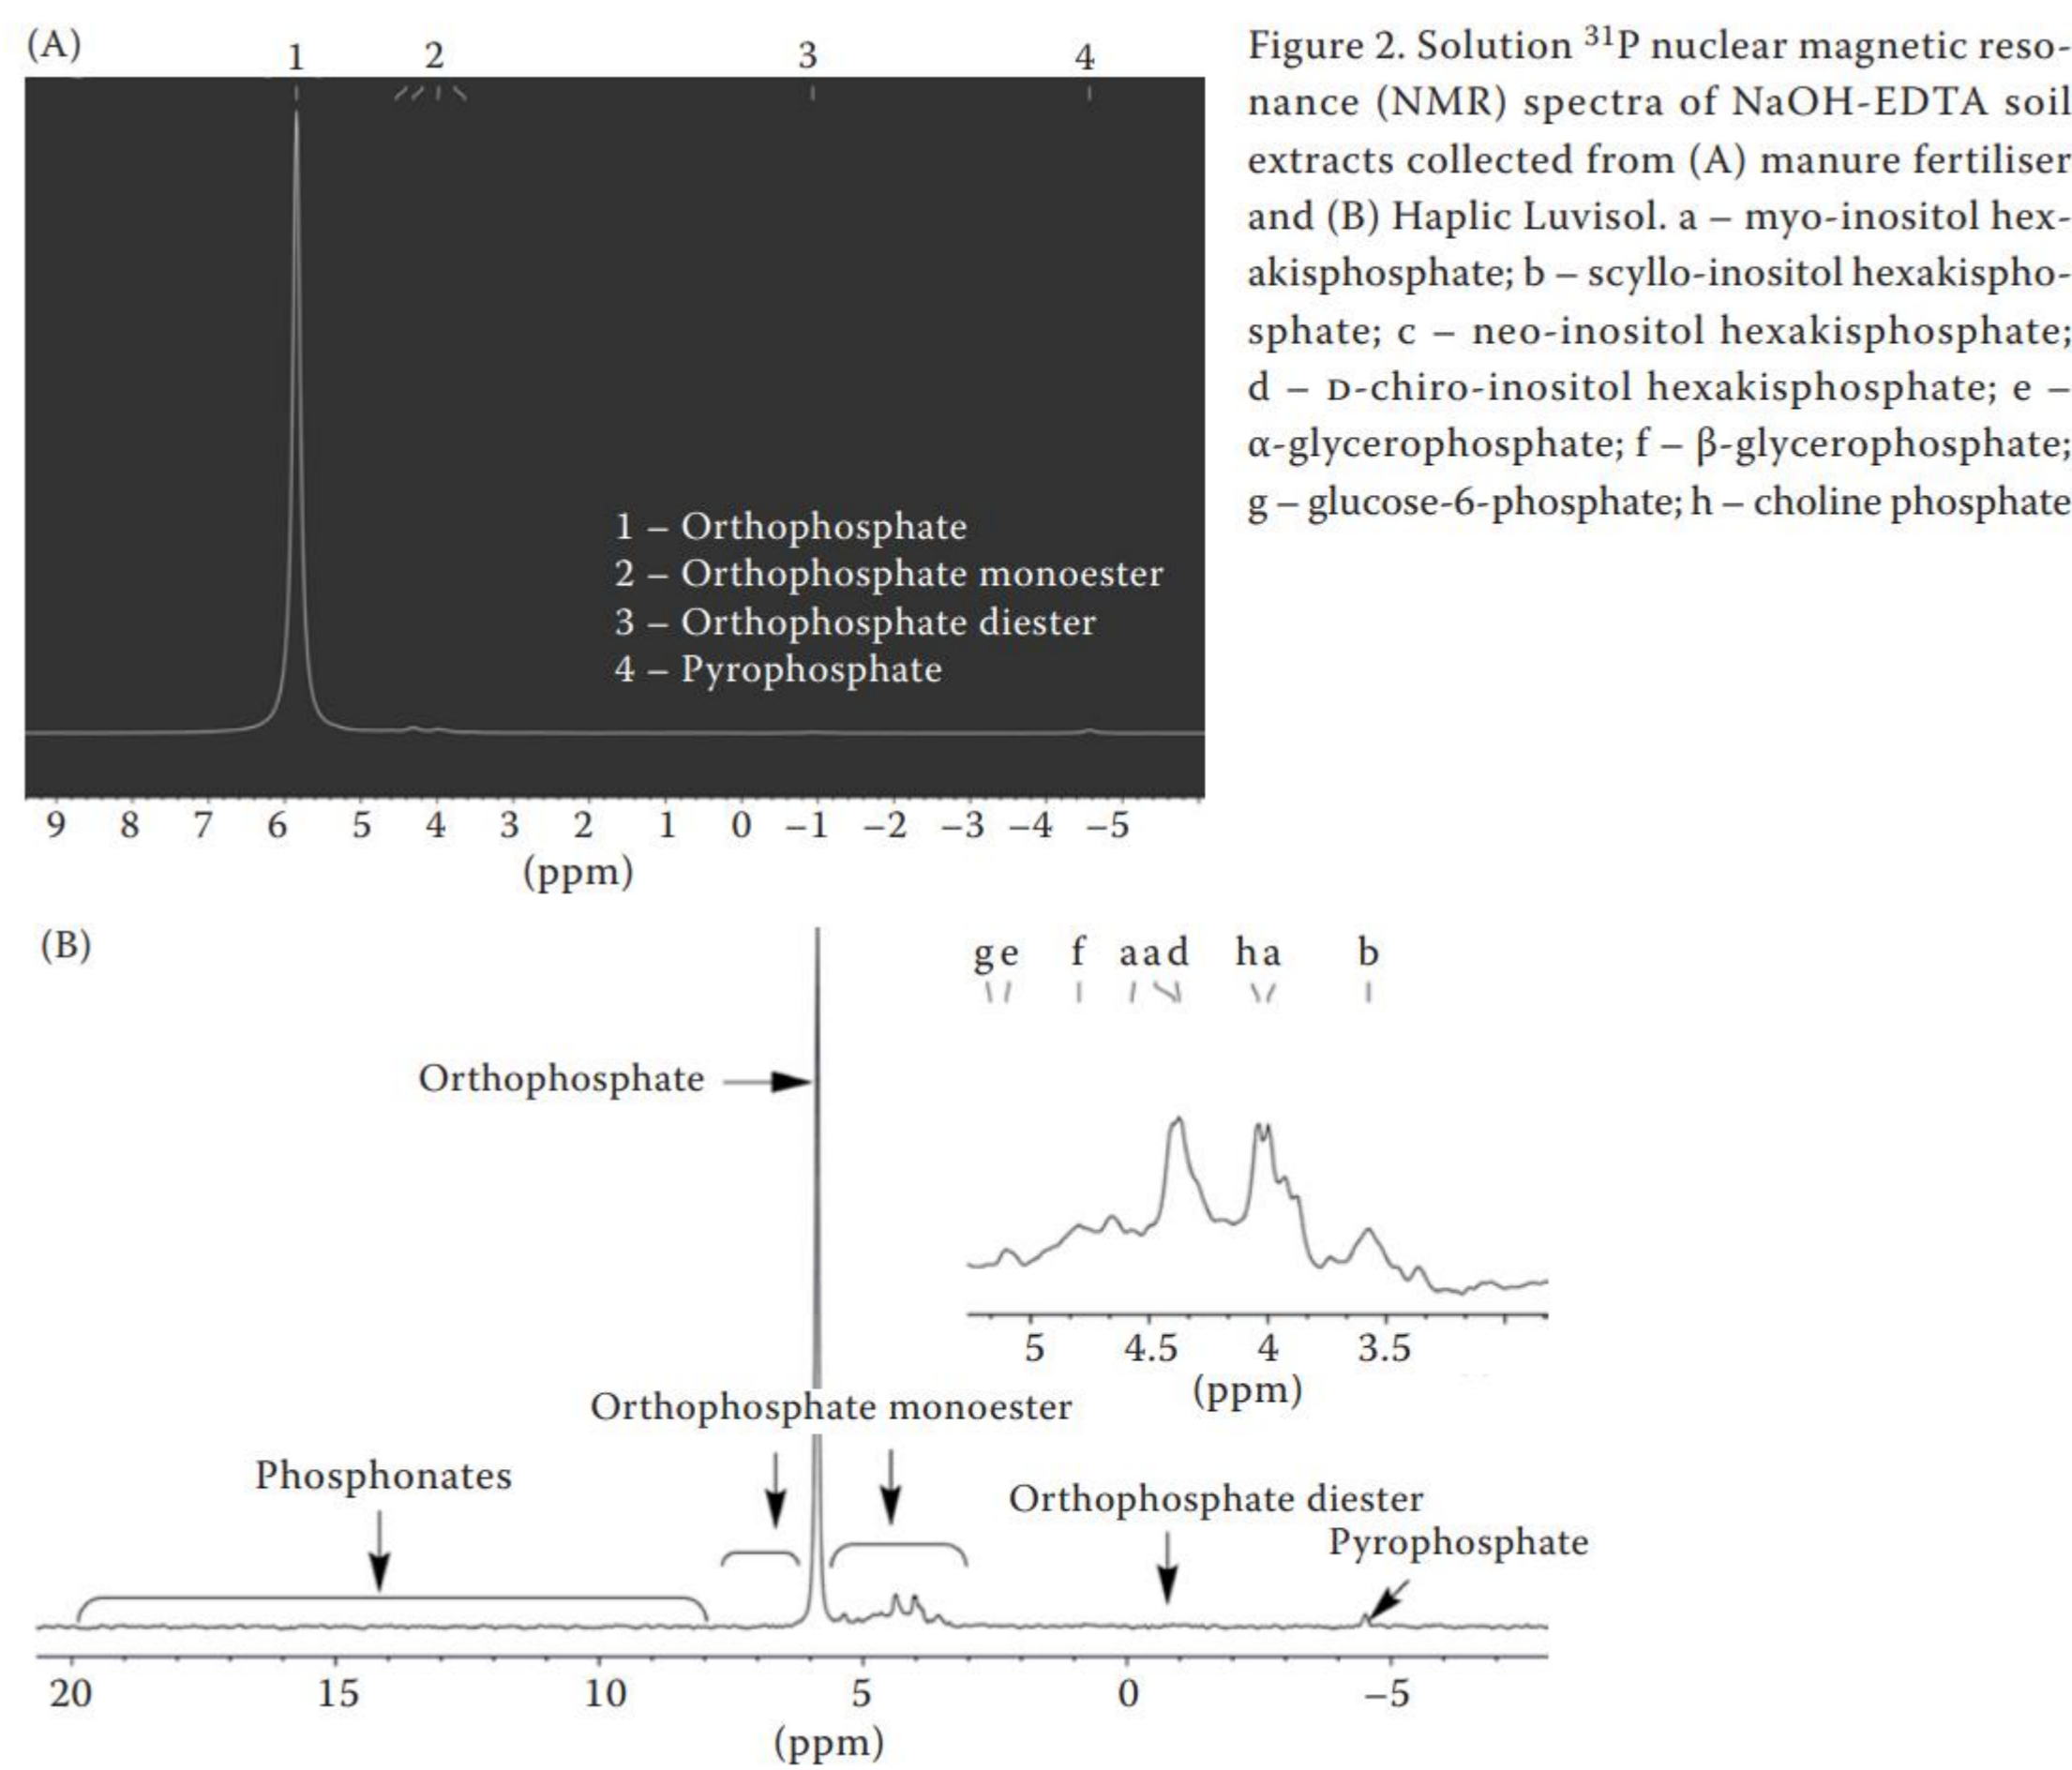 (A)
1 2 3 4
Figure 2. Solution ³¹P nuclear magnetic reso-
nance (NMR) spectra of NaOH-EDTA soil
extracts collected from (A) manure fertiliser
and (B) Haplic Luvisol. a – myo-inositol hex-
akisphosphate; b – scyllo-inositol hexakispho-
sphate; c – neo-inositol hexakisphosphate;
d – D-chiro-inositol hexakisphosphate; e –
α-glycerophosphate; f – β-glycerophosphate;
g – glucose-6-phosphate; h – choline phosphate
1 – Orthophosphate
2 – Orthophosphate monoester
3 – Orthophosphate diester
4 – Pyrophosphate
9 8 7 6 5 4 3 2 1 0 –1 –2 –3 –4 –5
(ppm)
(B)
g e f a a d h a b
Orthophosphate
5 4.5 4 3.5
(ppm)
Orthophosphate monoester
Phosphonates
Orthophosphate diester
Pyrophosphate
20 15 10 5 0 –5
(ppm)